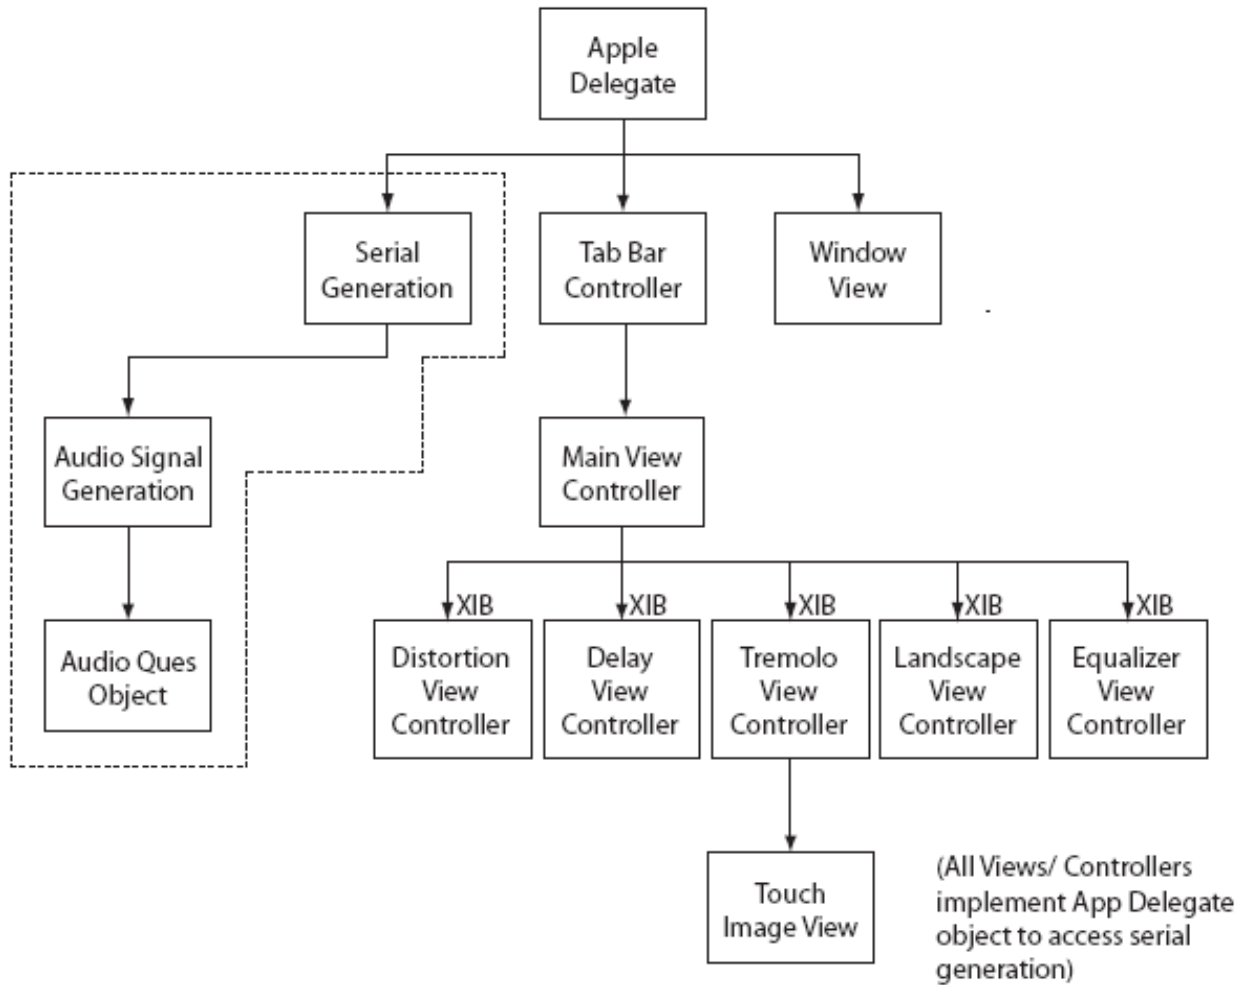 Apple
Delegate
Serial
Generation
Tab Bar
Controller
Window
View
Audio Signal
Generation
Main View
Controller
XIB
XIB
XIB
XIB
XIB
Audio Ques
Object
Distortion
View
Controller
Delay
View
Controller
Tremolo
View
Controller
Landscape
View
Controller
Equalizer
View
Controller
Touch
Image View
(All Views/ Controllers
implement App Delegate
object to access serial
generation)